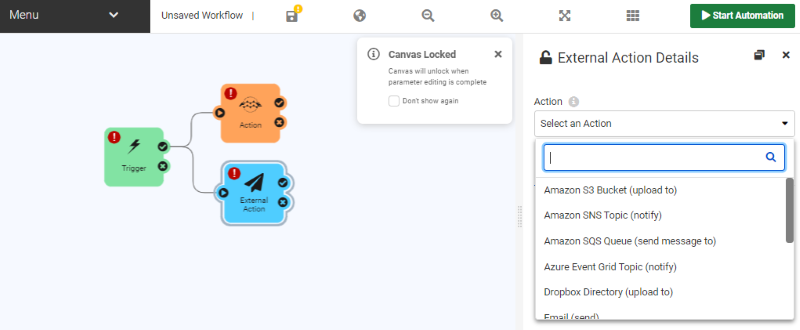 Menu
Unsaved Workflow
Start Automation
Canvas Locked
Canvas will unlock when
parameter editing is complete
Don't show again
Trigger
Action
External
Action
External Action Details
Action
Select an Action
Amazon S3 Bucket (upload to)
Amazon SNS Topic (notify)
Amazon SQS Queue (send message to)
Azure Event Grid Topic (notify)
Dropbox Directory (upload to)
Email (send)